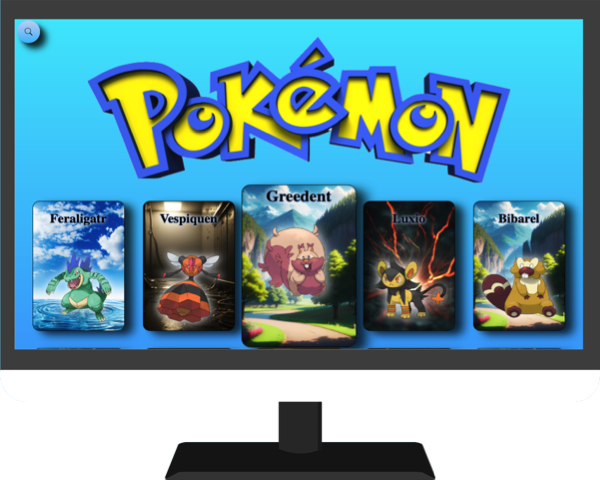 POKéMON
Feraligatr
Vespiquen
Greedent
Luxio
Bibarel